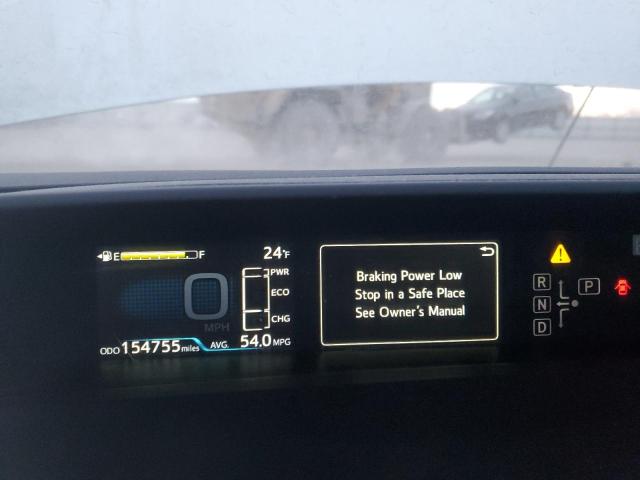 E F 24°F
0
MPH
PWR
ECO
CHG
ODO 154755 miles AVG. 54.0 MPG
Braking Power Low
Stop in a Safe Place
See Owner's Manual
R P
N
D